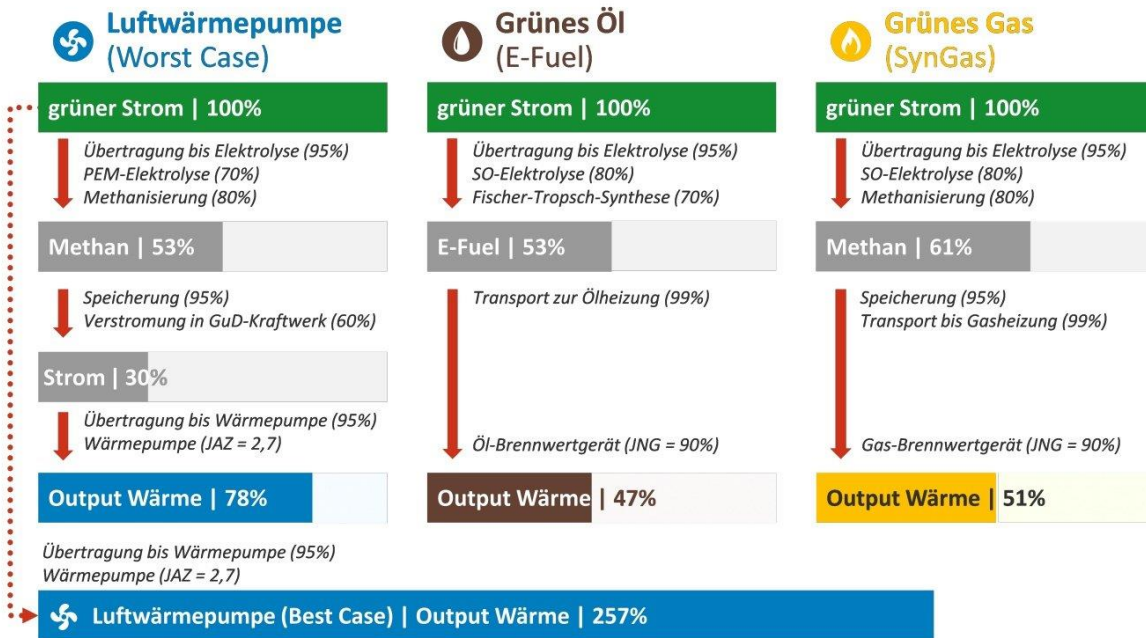 Luftwärmepumpe
(Worst Case)
grüner Strom | 100%
Übertragung bis Elektrolyse (95%)
PEM-Elektrolyse (70%)
Methanisierung (80%)
Methan | 53%
Speicherung (95%)
Verstromung in GuD-Kraftwerk (60%)
Strom | 30%
Übertragung bis Wärmepumpe (95%)
Wärmepumpe (JAZ = 2,7)
Output Wärme | 78%
Grünes Öl
(E-Fuel)
grüner Strom | 100%
Übertragung bis Elektrolyse (95%)
SO-Elektrolyse (80%)
Fischer-Tropsch-Synthese (70%)
E-Fuel | 53%
Transport zur Ölheizung (99%)
Öl-Brennwertgerät (JNG = 90%)
Output Wärme | 47%
Grünes Gas
(SynGas)
grüner Strom | 100%
Übertragung bis Elektrolyse (95%)
SO-Elektrolyse (80%)
Methanisierung (80%)
Methan | 61%
Speicherung (95%)
Transport bis Gasheizung (99%)
Gas-Brennwertgerät (JNG = 90%)
Output Wärme | 51%
Übertragung bis Wärmepumpe (95%)
Wärmepumpe (JAZ = 2,7)
Luftwärmepumpe (Best Case) | Output Wärme | 257%